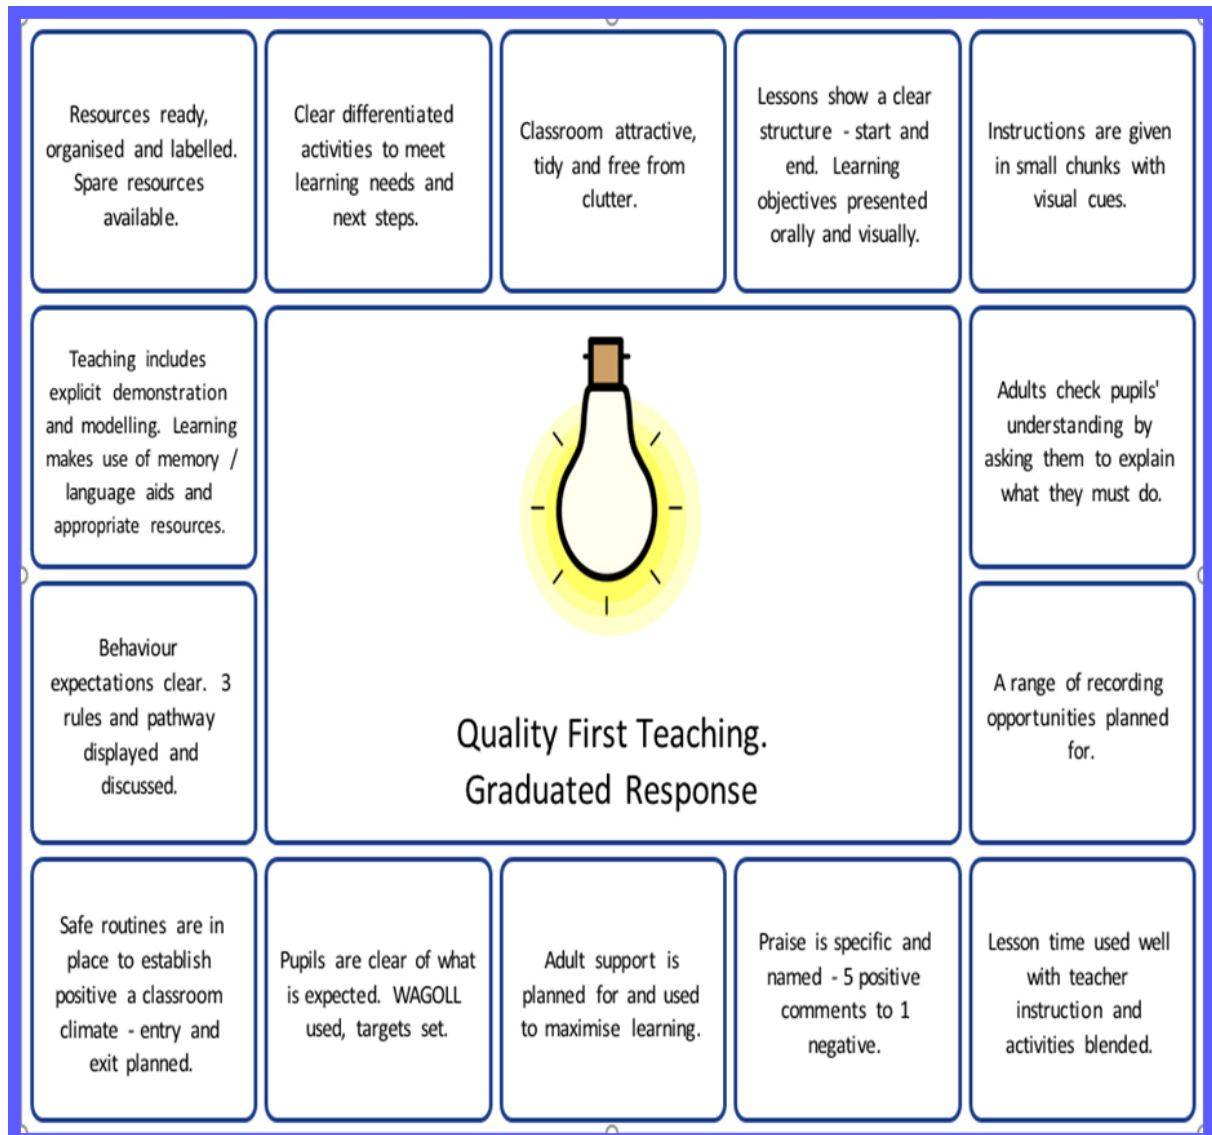 Resources ready,
organised and labelled.
Spare resources
available.
Clear differentiated
activities to meet
learning needs and
next steps.
Classroom attractive,
tidy and free from
clutter.
Lessons show a clear
structure - start and
end. Learning
objectives presented
orally and visually.
Instructions are given
in small chunks with
visual cues.
Teaching includes
explicit demonstration
and modelling. Learning
makes use of memory /
language aids and
appropriate resources.
Adults check pupils'
understanding by
asking them to explain
what they must do.
Behaviour
expectations clear. 3
rules and pathway
displayed and
discussed.
Quality First Teaching.
Graduated Response
A range of recording
opportunities planned
for.
Safe routines are in
place to establish
positive a classroom
climate - entry and
exit planned.
Pupils are clear of what
is expected. WAGOLL
used, targets set.
Adult support is
planned for and used
to maximise learning.
Praise is specific and
named - 5 positive
comments to 1
negative.
Lesson time used well
with teacher
instruction and
activities blended.